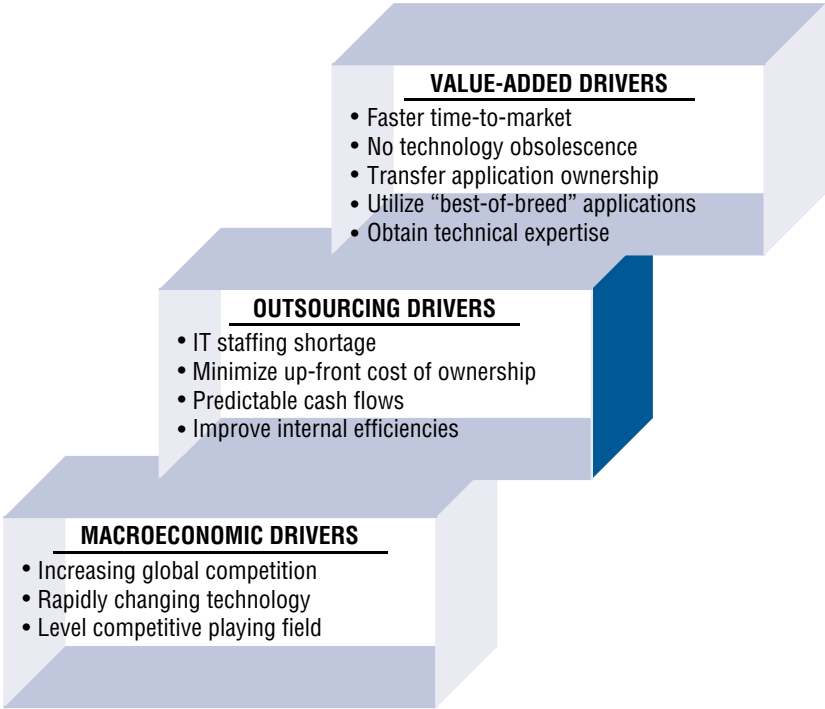 VALUE-ADDED DRIVERS
• Faster time-to-market
• No technology obsolescence
• Transfer application ownership
• Utilize “best-of-breed” applications
• Obtain technical expertise
OUTSOURCING DRIVERS
• IT staffing shortage
• Minimize up-front cost of ownership
• Predictable cash flows
• Improve internal efficiencies
MACROECONOMIC DRIVERS
• Increasing global competition
• Rapidly changing technology
• Level competitive playing field